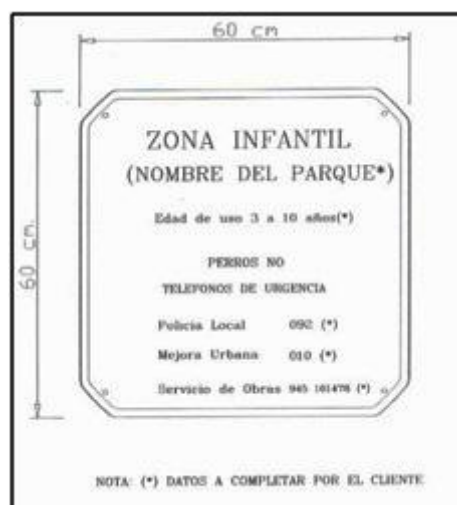 60 cm
60 cm.
ZONA INFANTIL
(NOMBRE DEL PARQUE*)
Edad de uso 3 a 10 años(*)
PERROS NO
TELEFONOS DE URGENCIA
Policia Local 092 (*)
Mejora Urbana 010 (*)
Servicio de Obras 945 161478 (*)
NOTA: (*) DATOS A COMPLETAR POR EL CLIENTE